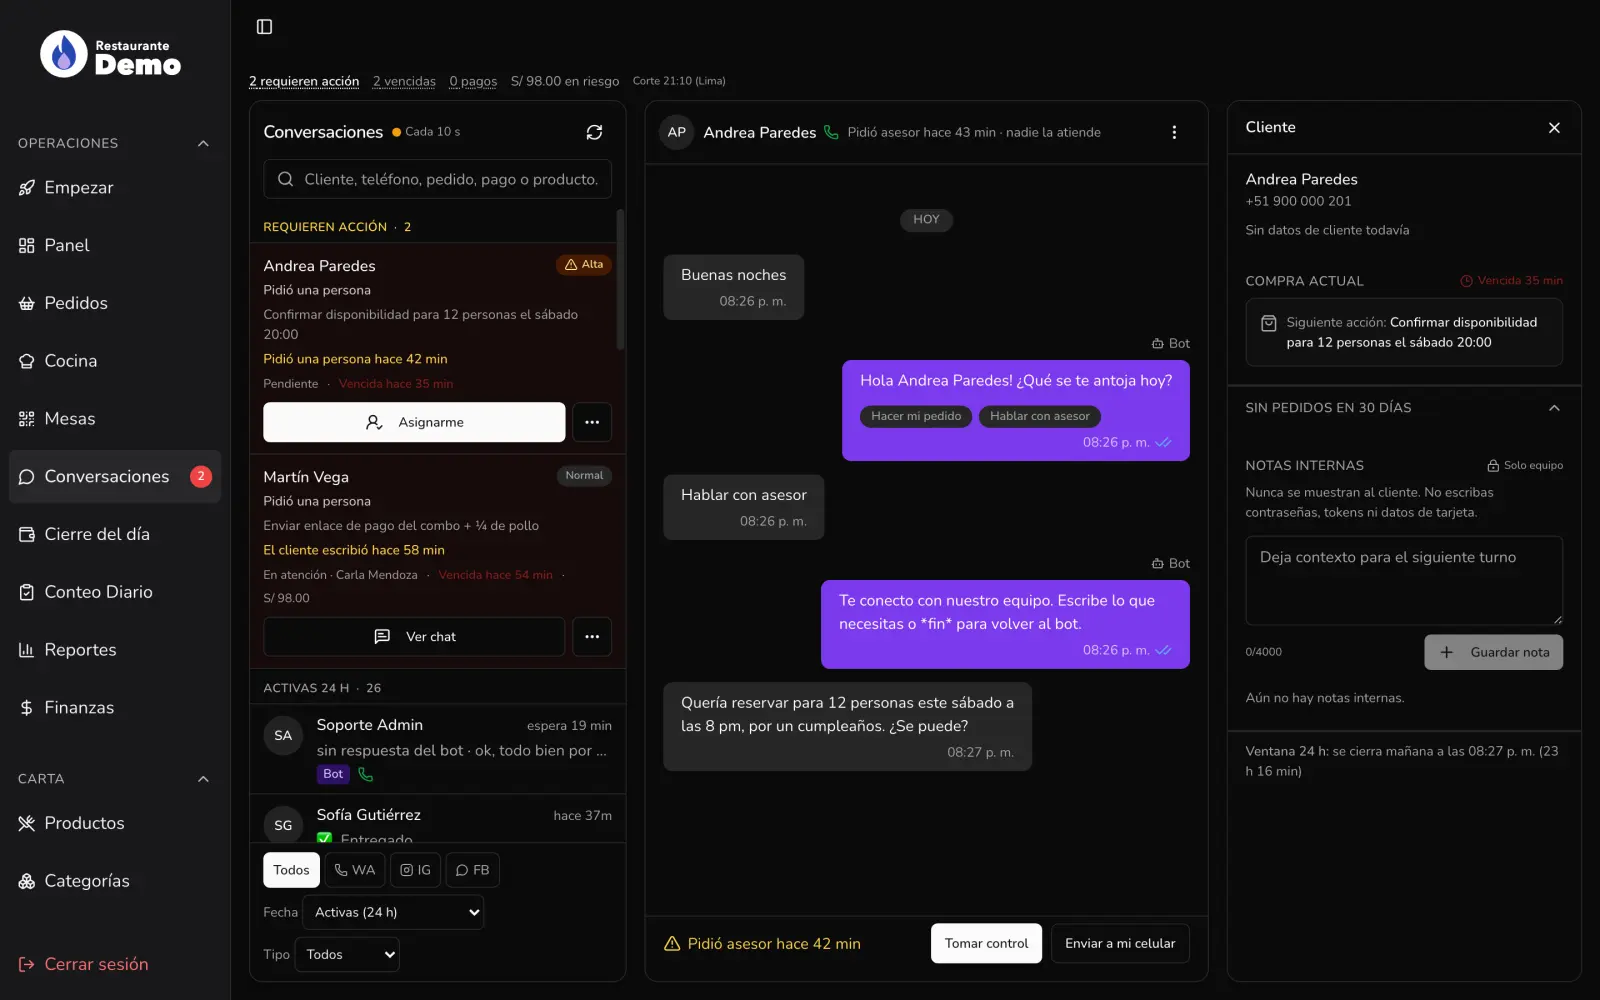 Restaurante
Demo
OPERACIONES
Empezar
Panel
Pedidos
Cocina
Mesas
Conversaciones 2
Cierre del día
Conteo Diario
Reportes
Finanzas
CARTA
Productos
Categorías
Cerrar sesión
2 requieren acción 2 vencidas 0 pagos S/ 98.00 en riesgo Corte 21:10 (Lima)
Conversaciones Cada 10 s
Cliente, teléfono, pedido, pago o producto.
REQUIEREN ACCIÓN · 2
Andrea Paredes Alta
Pidió una persona
Confirmar disponibilidad para 12 personas el sábado
20:00
Pidió una persona hace 42 min
Pendiente · Vencida hace 35 min
Asignarme
Martín Vega Normal
Pidió una persona
Enviar enlace de pago del combo + ¼ de pollo
El cliente escribió hace 58 min
En atención · Carla Mendoza · Vencida hace 54 min ·
S/ 98.00
Ver chat
ACTIVAS 24 H · 26
SA Soporte Admin espera 19 min
sin respuesta del bot · ok, todo bien por ...
Bot
SG Sofía Gutiérrez hace 37m
Entregado
Todos WA IG FB
Fecha Activas (24 h)
Tipo Todos
AP Andrea Paredes Pidió asesor hace 43 min · nadie la atiende
HOY
Buenas noches
08:26 p. m.
Bot
Hola Andrea Paredes! ¿Qué se te antoja hoy?
Hacer mi pedido Hablar con asesor
08:26 p. m.
Hablar con asesor
08:26 p. m.
Bot
Te conecto con nuestro equipo. Escribe lo que
necesitas o *fin* para volver al bot.
08:26 p. m.
Quería reservar para 12 personas este sábado a
las 8 pm, por un cumpleaños. ¿Se puede?
08:27 p. m.
Pidió asesor hace 42 min Tomar control Enviar a mi celular
Cliente
Andrea Paredes
+51 900 000 201
Sin datos de cliente todavía
COMPRA ACTUAL Vencida 35 min
Siguiente acción: Confirmar disponibilidad
para 12 personas el sábado 20:00
SIN PEDIDOS EN 30 DÍAS
NOTAS INTERNAS Solo equipo
Nunca se muestran al cliente. No escribas
contraseñas, tokens ni datos de tarjeta.
Deja contexto para el siguiente turno
0/4000 Guardar nota
Aún no hay notas internas.
Ventana 24 h: se cierra mañana a las 08:27 p. m. (23
h 16 min)